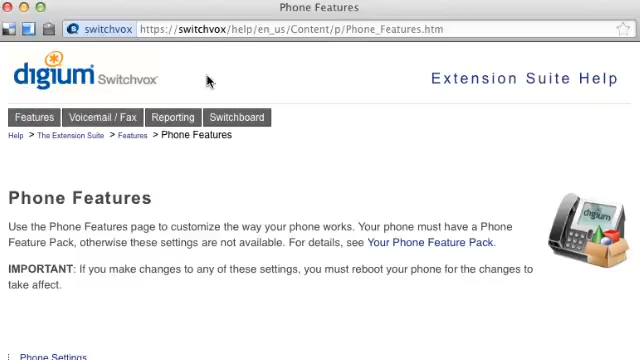 Phone Features
switchvox https://switchvox/help/en_us/Content/p/Phone_Features.htm
digium Switchvox
Extension Suite Help
Features Voicemail / Fax Reporting Switchboard
Help > The Extension Suite > Features > Phone Features
Phone Features
Use the Phone Features page to customize the way your phone works. Your phone must have a Phone
Feature Pack, otherwise these settings are not available. For details, see Your Phone Feature Pack.
IMPORTANT: If you make changes to any of these settings, you must reboot your phone for the changes to
take affect.
digium
Phone Settings